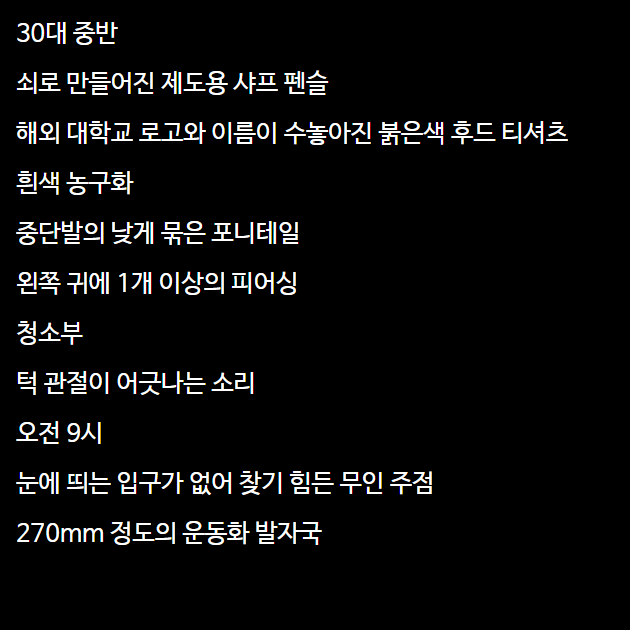 30대 중반
쇠로 만들어진 제도용 샤프 펜슬
해외 대학교 로고와 이름이 수놓아진 붉은색 후드 티셔츠
흰색 농구화
중단발의 낮게 묶은 포니테일
왼쪽 귀에 1개 이상의 피어싱
청소부
턱 관절이 어긋나는 소리
오전 9시
눈에 띄는 입구가 없어 찾기 힘든 무인 주점
270mm 정도의 운동화 발자국